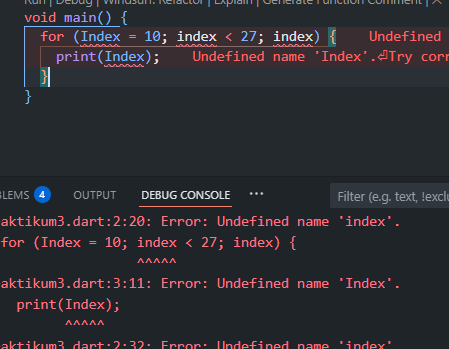 Run | Debug | Windsurf: Refactor | Explain | Generate Function Comment | ×
void main() {
for (Index = 10; index < 27; index) { Undefined
print(Index); Undefined name 'Index'.⏎Try corr
}
}
BLEMS 4 OUTPUT DEBUG CONSOLE ··· Filter (e.g. text, !exclu
aktikum3.dart:2:20: Error: Undefined name 'index'.
for (Index = 10; index < 27; index) {
^^^^^
aktikum3.dart:3:11: Error: Undefined name 'Index'.
print(Index);
^^^^^
aktikum3.dart:2:32: Error: Undefined name 'index'